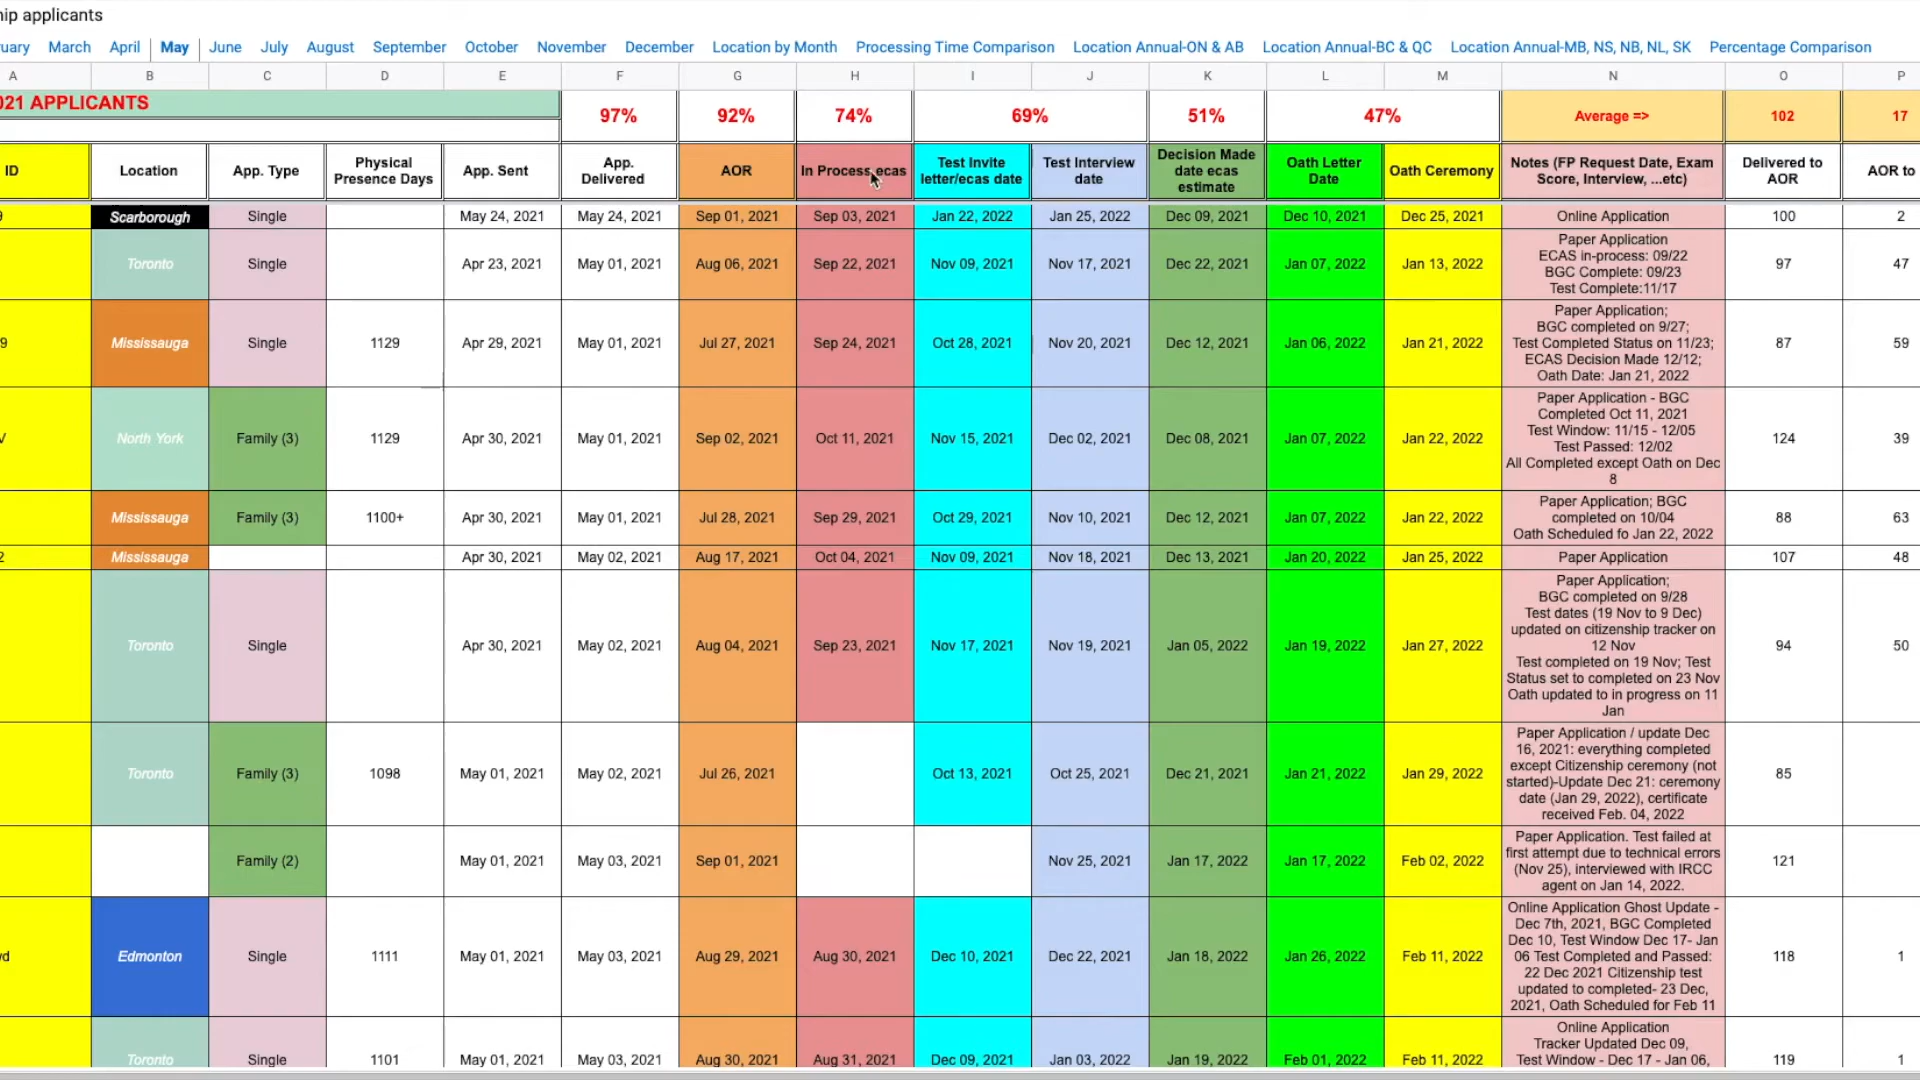 hip applicants
uary March April May June July August September October November December Location by Month Processing Time Comparison Location Annual-ON & AB Location Annual-BC & QC Location Annual-MB, NS, NB, NL, SK Percentage Comparison
A B C D E F G H I J K L M N O P
021 APPLICANTS 97% 92% 74% 69% 51% 47% Average => 102 17
ID Location App. Type Physical Presence Days App. Sent App. Delivered AOR In Process ecas Test Invite letter/ecas date Test Interview date Decision Made date ecas estimate Oath Letter Date Oath Ceremony Notes (FP Request Date, Exam Score, Interview, ...etc) Delivered to AOR AOR to
9 Scarborough Single May 24, 2021 May 24, 2021 Sep 01, 2021 Sep 03, 2021 Jan 22, 2022 Jan 25, 2022 Dec 09, 2021 Dec 10, 2021 Dec 25, 2021 Online Application 100 2
Toronto Single Apr 23, 2021 May 01, 2021 Aug 06, 2021 Sep 22, 2021 Nov 09, 2021 Nov 17, 2021 Dec 22, 2021 Jan 07, 2022 Jan 13, 2022
Paper Application
ECAS in-process: 09/22
BGC Complete: 09/23
Test Complete:11/17
97 47
9 Mississauga Single 1129 Apr 29, 2021 May 01, 2021 Jul 27, 2021 Sep 24, 2021 Oct 28, 2021 Nov 20, 2021 Dec 12, 2021 Jan 06, 2022 Jan 21, 2022
Paper Application;
BGC completed on 9/27;
Test Completed Status on 11/23;
ECAS Decision Made 12/12;
Oath Date: Jan 21, 2022
87 59
V North York Family (3) 1129 Apr 30, 2021 May 01, 2021 Sep 02, 2021 Oct 11, 2021 Nov 15, 2021 Dec 02, 2021 Dec 08, 2021 Jan 07, 2022 Jan 22, 2022
Paper Application - BGC
Completed Oct 11, 2021
Test Window: 11/15 - 12/05
Test Passed: 12/02
All Completed except Oath on Dec
8
124 39
Mississauga Family (3) 1100+ Apr 30, 2021 May 01, 2021 Jul 28, 2021 Sep 29, 2021 Oct 29, 2021 Nov 10, 2021 Dec 12, 2021 Jan 07, 2022 Jan 22, 2022
Paper Application; BGC
completed on 10/04
Oath Scheduled fo Jan 22, 2022
88 63
2 Mississauga Apr 30, 2021 May 02, 2021 Aug 17, 2021 Oct 04, 2021 Nov 09, 2021 Nov 18, 2021 Dec 13, 2021 Jan 20, 2022 Jan 25, 2022 Paper Application 107 48
Toronto Single Apr 30, 2021 May 02, 2021 Aug 04, 2021 Sep 23, 2021 Nov 17, 2021 Nov 19, 2021 Jan 05, 2022 Jan 19, 2022 Jan 27, 2022
Paper Application;
BGC completed on 9/28
Test dates (19 Nov to 9 Dec)
updated on citizenship tracker on
12 Nov
Test completed on 19 Nov; Test
Status set to completed on 23 Nov
Oath updated to in progress on 11
Jan
94 50
Toronto Family (3) 1098 May 01, 2021 May 02, 2021 Jul 26, 2021 Oct 13, 2021 Oct 25, 2021 Dec 21, 2021 Jan 21, 2022 Jan 29, 2022
Paper Application / update Dec
16, 2021: everything completed
except Citizenship ceremony (not
started)-Update Dec 21: ceremony
date (Jan 29, 2022), certificate
received Feb. 04, 2022
85
Family (2) May 01, 2021 May 03, 2021 Sep 01, 2021 Nov 25, 2021 Jan 17, 2022 Jan 17, 2022 Feb 02, 2022
Paper Application. Test failed at
first attempt due to technical errors
(Nov 25), interviewed with IRCC
agent on Jan 14, 2022.
121
vd Edmonton Single 1111 May 01, 2021 May 03, 2021 Aug 29, 2021 Aug 30, 2021 Dec 10, 2021 Dec 22, 2021 Jan 18, 2022 Jan 26, 2022 Feb 11, 2022
Online Application Ghost Update -
Dec 7th, 2021, BGC Completed
Dec 10, Test Window Dec 17- Jan
06 Test Completed and Passed:
22 Dec 2021 Citizenship test
updated to completed- 23 Dec,
2021, Oath Scheduled for Feb 11
118 1
Toronto Single 1101 May 01, 2021 May 03, 2021 Aug 30, 2021 Aug 31, 2021 Dec 09, 2021 Jan 03, 2022 Jan 19, 2022 Feb 01, 2022 Feb 11, 2022
Online Application
Tracker Updated Dec 09,
Test Window - Dec 17 - Jan 06,
119 1